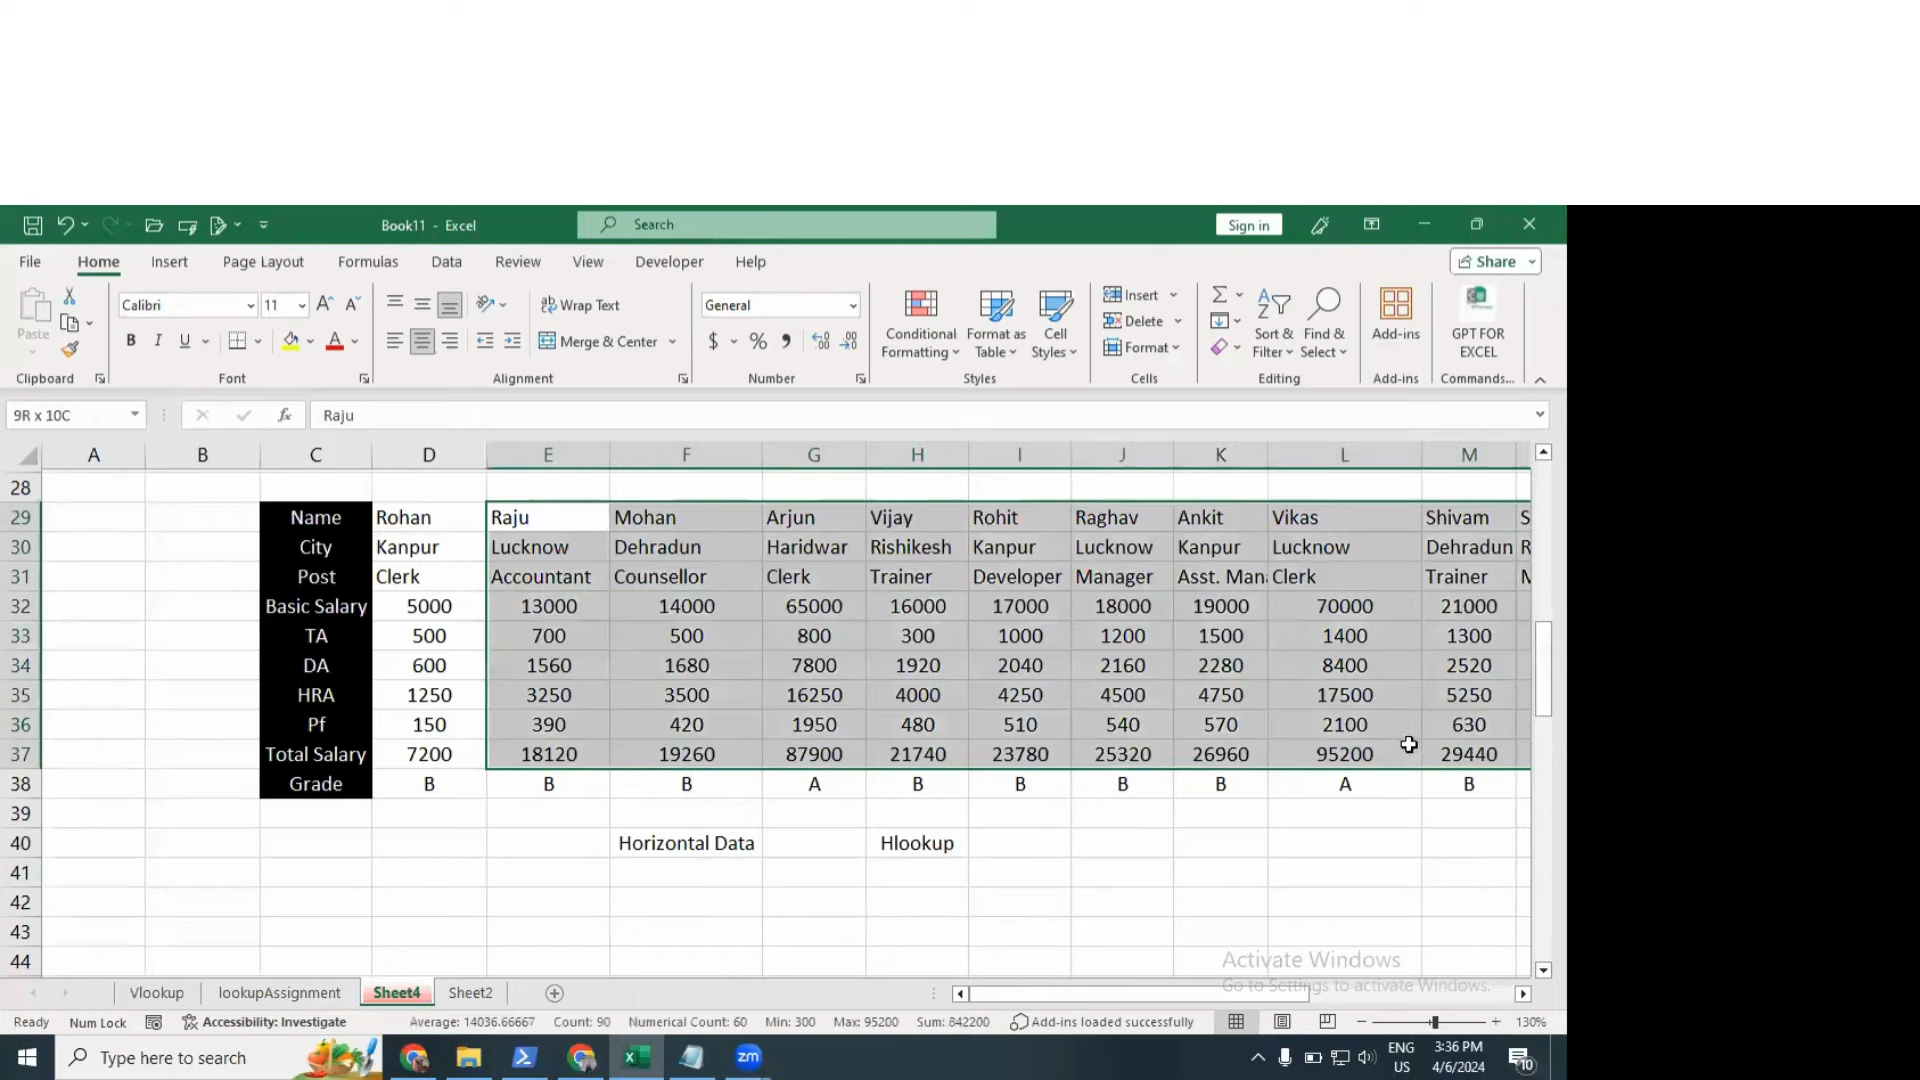 Book11 - Excel
Search
Sign in
File Home Insert Page Layout Formulas Data Review View Developer Help
Share
Paste
Calibri 11
Wrap Text
General
Conditional Formatting
Format as Table
Cell Styles
Insert
Delete
Format
Sort & Filter
Find & Select
Add-ins
GPT FOR EXCEL
B I U
Merge & Center
$ % ,
Clipboard Font Alignment Number Styles Cells Editing Add-ins Commands...
9R x 10C fx Raju
A B C D E F G H I J K L M
28
29 Name Rohan Raju Mohan Arjun Vijay Rohit Raghav Ankit Vikas Shivam S
30 City Kanpur Lucknow Dehradun Haridwar Rishikesh Kanpur Lucknow Kanpur Lucknow Dehradun R
31 Post Clerk Accountant Counsellor Clerk Trainer Developer Manager Asst. Man Clerk Trainer M
32 Basic Salary 5000 13000 14000 65000 16000 17000 18000 19000 70000 21000
33 TA 500 700 500 800 300 1000 1200 1500 1400 1300
34 DA 600 1560 1680 7800 1920 2040 2160 2280 8400 2520
35 HRA 1250 3250 3500 16250 4000 4250 4500 4750 17500 5250
36 Pf 150 390 420 1950 480 510 540 570 2100 630
37 Total Salary 7200 18120 19260 87900 21740 23780 25320 26960 95200 29440
38 Grade B B B A B B B B A B
39
40 Horizontal Data Hlookup
41
42
43
44
Activate Windows
Go to Settings to activate Windows.
Vlookup lookupAssignment Sheet4 Sheet2
Ready Num Lock Accessibility: Investigate Average: 14036.66667 Count: 90 Numerical Count: 60 Min: 300 Max: 95200 Sum: 842200 Add-ins loaded successfully 130%
Type here to search
zm
ENG
US
3:36 PM
4/6/2024
10